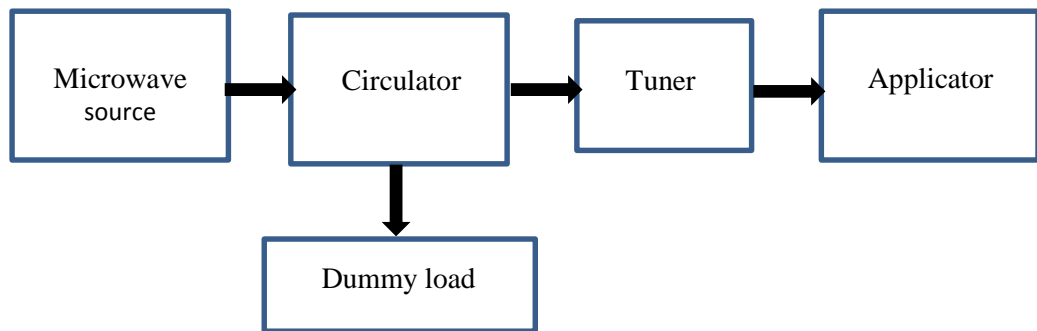 Microwave
source
Circulator
Tuner
Applicator
Dummy load